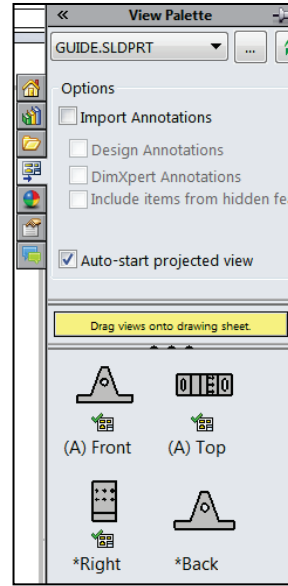 « View Palette
GUIDE.SLDPRT ...
Options
Import Annotations
Design Annotations
DimXpert Annotations
Include items from hidden fe
Auto-start projected view
Drag views onto drawing sheet.
(A) Front (A) Top
*Right *Back